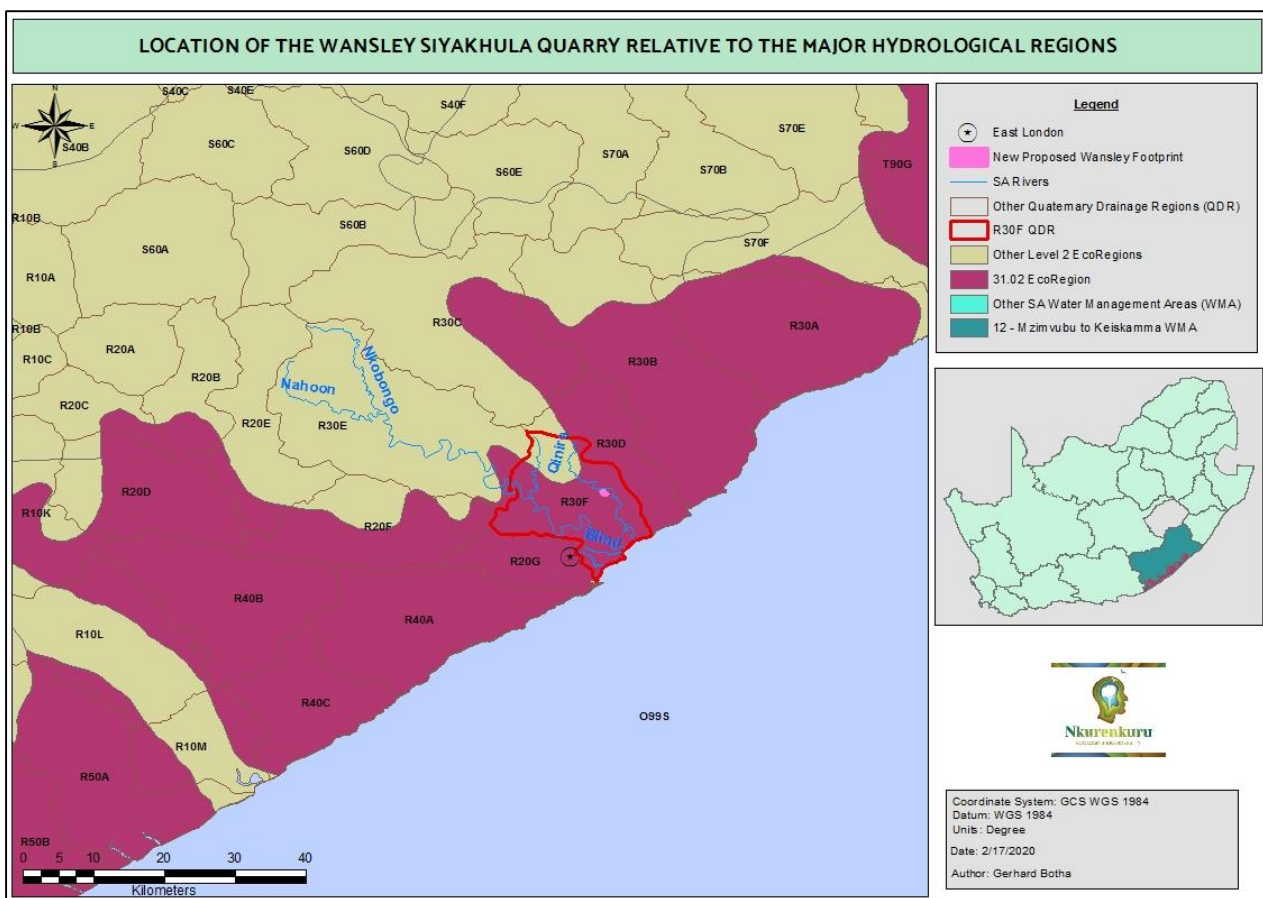 LOCATION OF THE WANSLEY SIYAKHULA QUARRY RELATIVE TO THE MAJOR HYDROLOGICAL REGIONS
N
W E
S
S40B
S40C
S40E
S40F
S60C
S60D
S60E
S70A
S70B
S70E
T90G
R10B
S60A
S60B
S70F
R10A
R10B
R10C
R20A
R20B
R30C
R30A
R30B
R20C
R20E
Nahoon
Nkobongo
R30E
Qinira
R30D
R20D
R10K
R20F
R30F
Blind
R20G
R40B
R40A
R10L
R40C
O99S
R10M
R50A
R50B
0 5 10 20 30 40
Kilometers
Legend
East London
New Proposed Wansley Footprint
SA Rivers
Other Quaternary Drainage Regions (QDR)
R30F QDR
Other Level 2 EcoRegions
31.02 EcoRegion
Other SA Water Management Areas (WMA)
12 - Mzimvubu to Keiskamma WMA
Nkurenkuru
Coordinate System: GCS WGS 1984
Datum: WGS 1984
Units: Degree
Date: 2/17/2020
Author: Gerhard Botha